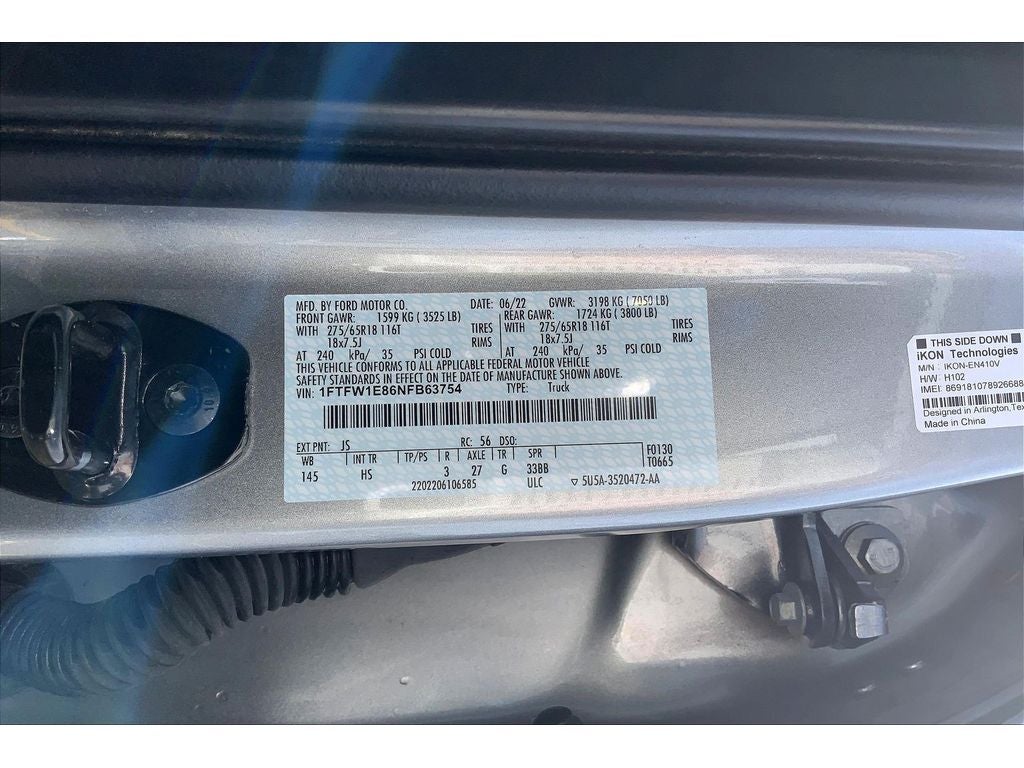 MFD. BY FORD MOTOR CO. DATE: 06/22 GVWR: 3198 KG ( 7050 LB)
FRONT GAWR: 1599 KG ( 3525 LB) REAR GAWR: 1724 KG ( 3800 LB)
WITH 275/65R18 116T TIRES WITH 275/65R18 116T TIRES
18x7.5J RIMS 18x7.5J RIMS
AT 240 kPa/ 35 PSI COLD AT 240 kPa/ 35 PSI COLD
THIS VEHICLE CONFORMS TO ALL APPLICABLE FEDERAL MOTOR VEHICLE
SAFETY STANDARDS IN EFFECT ON THE DATE OF MANUFACTURE SHOWN ABOVE.
VIN: 1FTFW1E86NFB63754 TYPE: Truck
EXT PNT: JS RC: 56 DSO: F0130
WB INT TR TP/PS R AXLE TR SPR T0665
145 HS 3 27 G 33BB
2202206106585 ULC ▽ 5U5A-3520472-AA
■ THIS SIDE DOWN ■
iKON Technologies
M/N : IKON-EN410V
H/W: H102
IMEI: 869181078926688
Designed in Arlington,Tex
Made in China
10